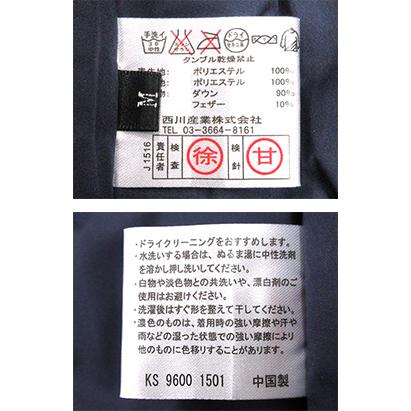 手洗イ
30
中性
ドライ
セキユ系
タンブル乾燥禁止
表生地: ポリエステル 100%
地: ポリエステル 100%
ダウン 90%
フェザー 10%
M
西川産業株式会社
TEL 03-3664-8161
J1516
責任者
検査
徐
検針
甘
・ドライクリーニングをおすすめします。
・水洗いする場合は、ぬるま湯に中性洗剤
を溶かし押し洗いしてください。
・白物や淡色物との共洗いや、漂白剤のご
使用はお避けください。
・洗濯後はすぐ形を整えて干してください。
・濃色のものは、着用時の強い摩擦や汗や
雨などの湿った状態での強い摩擦により
他のものに色移りすることがあります。
KS 9600 1501 中国製